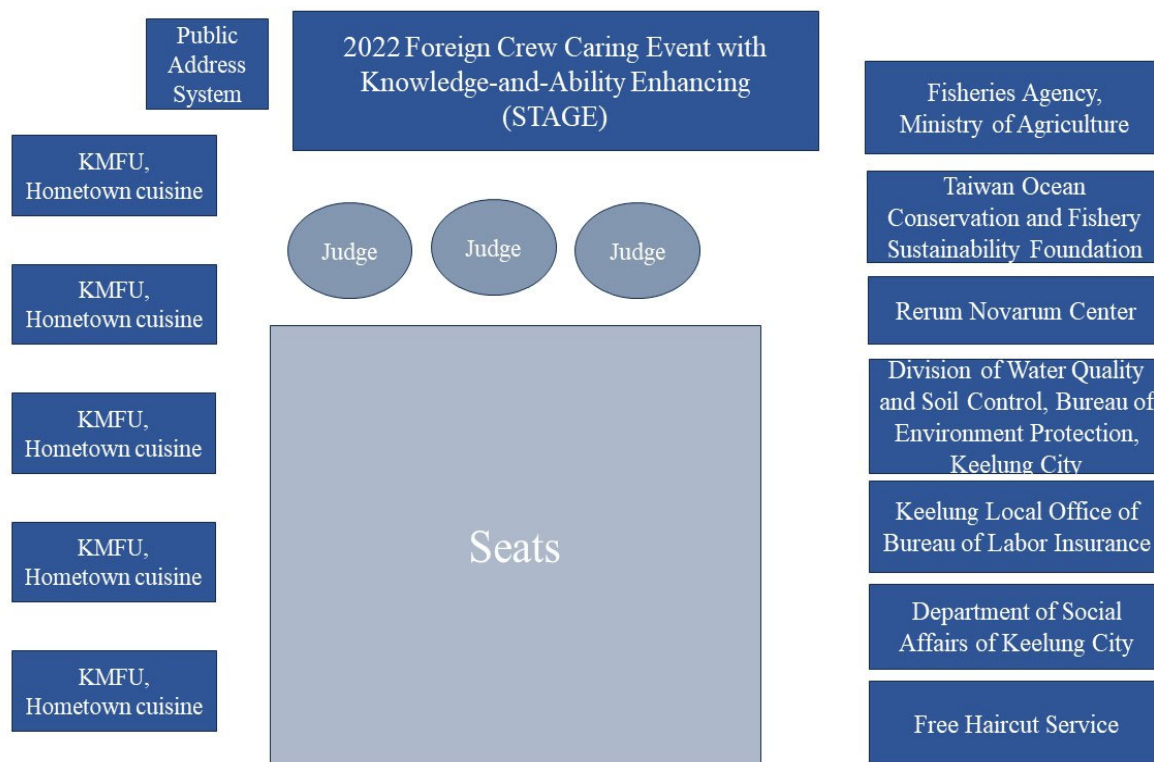 Public
Address
System
2022 Foreign Crew Caring Event with
Knowledge-and-Ability Enhancing
(STAGE)
KMFU,
Hometown cuisine
KMFU,
Hometown cuisine
KMFU,
Hometown cuisine
KMFU,
Hometown cuisine
KMFU,
Hometown cuisine
Judge
Judge
Judge
Seats
Fisheries Agency,
Ministry of Agriculture
Taiwan Ocean
Conservation and Fishery
Sustainability Foundation
Rerum Novarum Center
Division of Water Quality
and Soil Control, Bureau of
Environment Protection,
Keelung City
Keelung Local Office of
Bureau of Labor Insurance
Department of Social
Affairs of Keelung City
Free Haircut Service